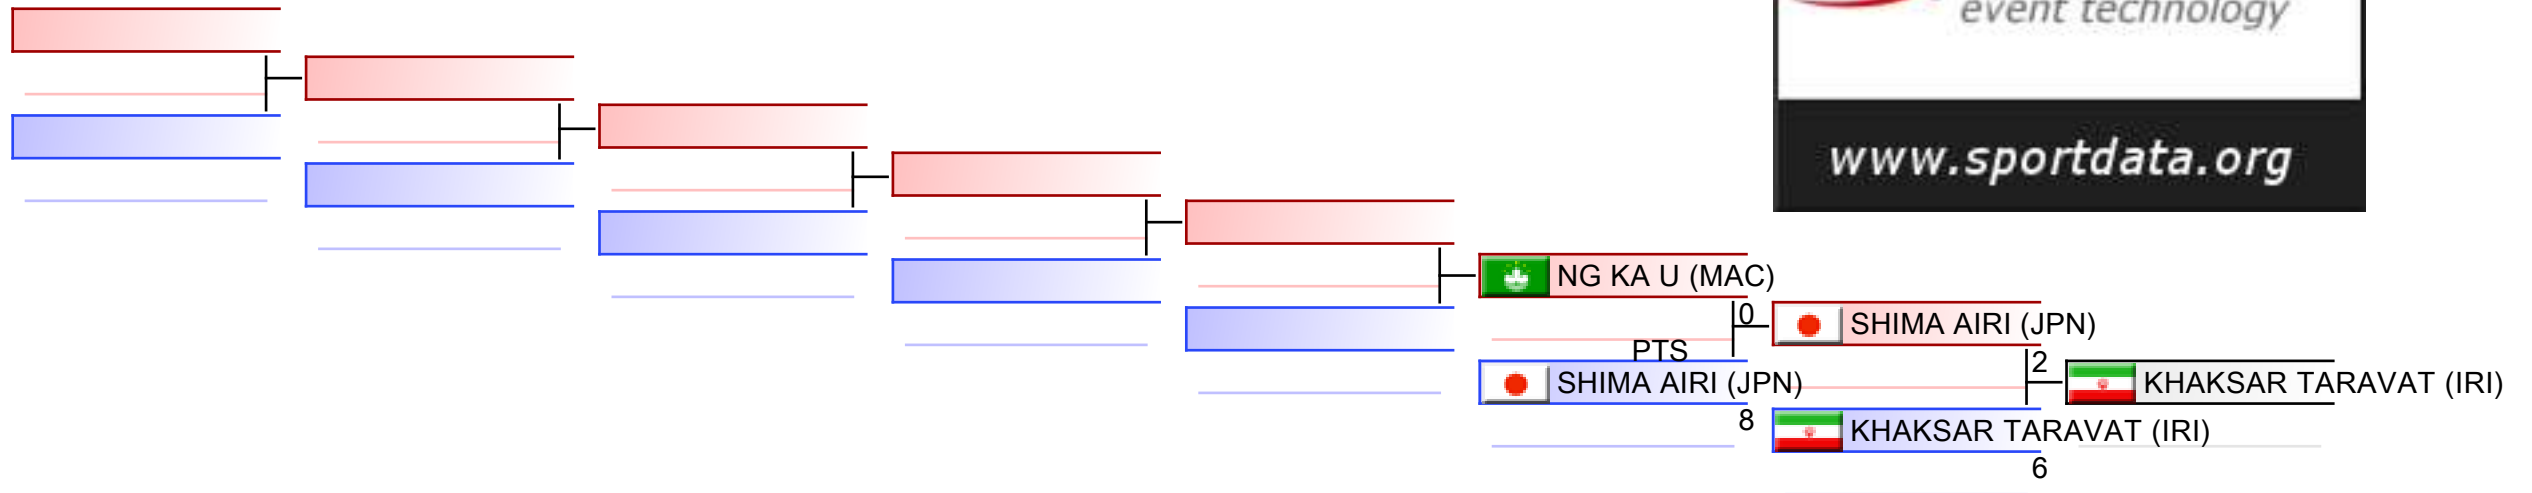 event technology
www.sportdata.org
NG KA U (MAC)
0
SHIMA AIRI (JPN)
PTS
2
SHIMA AIRI (JPN)
KHAKSAR TARAVAT (IRI)
8
KHAKSAR TARAVAT (IRI)
6